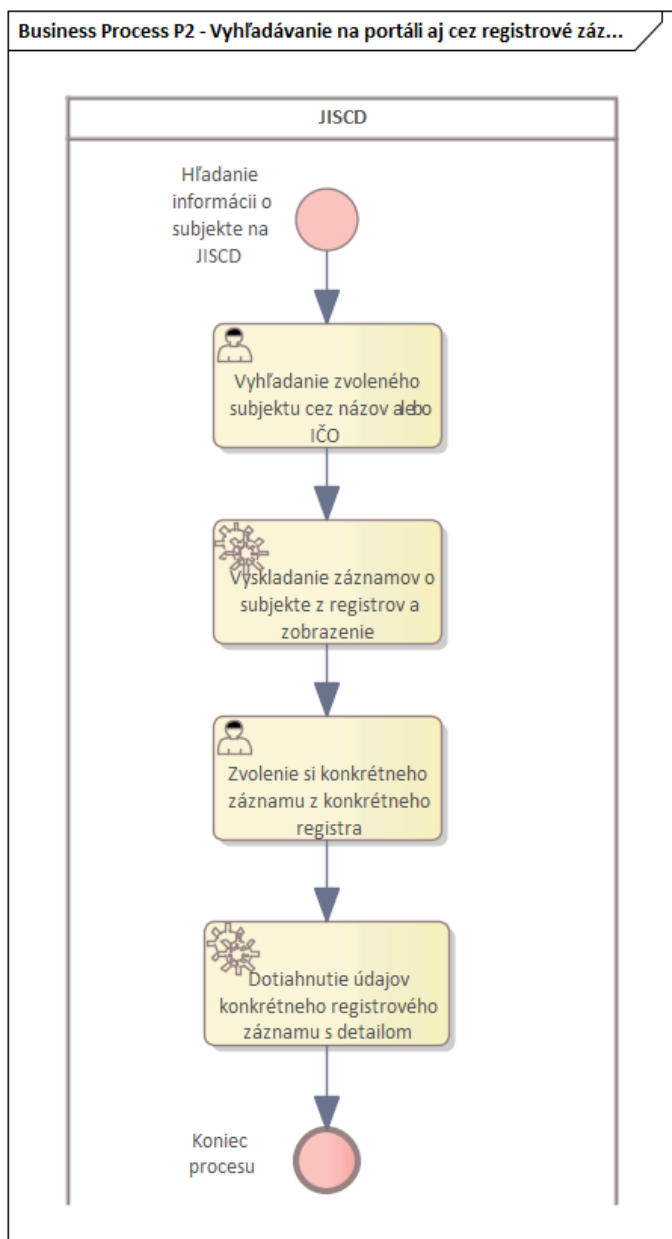 Business Process P2 - Vyhľadávanie na portáli aj cez registrové záz...
JISCD
Hľadanie
informácii o
subjekte na
JISCD
Vyhľadanie zvoleného
subjektu cez názov alebo
IČO
Vyskladanie záznamov o
subjekte z registrov a
zobrazenie
Zvolenie si konkrétneho
záznamu z konkrétneho
registra
Dotiahnutie údajov
konkrétneho registrového
záznamu s detailom
Koniec
procesu